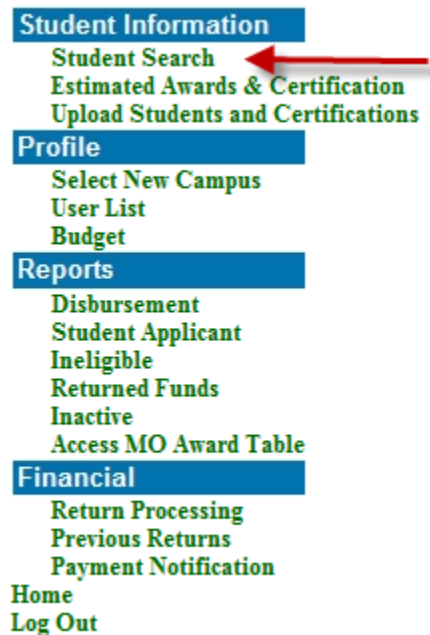 Student Information
Student Search
Estimated Awards & Certification
Upload Students and Certifications
Profile
Select New Campus
User List
Budget
Reports
Disbursement
Student Applicant
Ineligible
Returned Funds
Inactive
Access MO Award Table
Financial
Return Processing
Previous Returns
Payment Notification
Home
Log Out